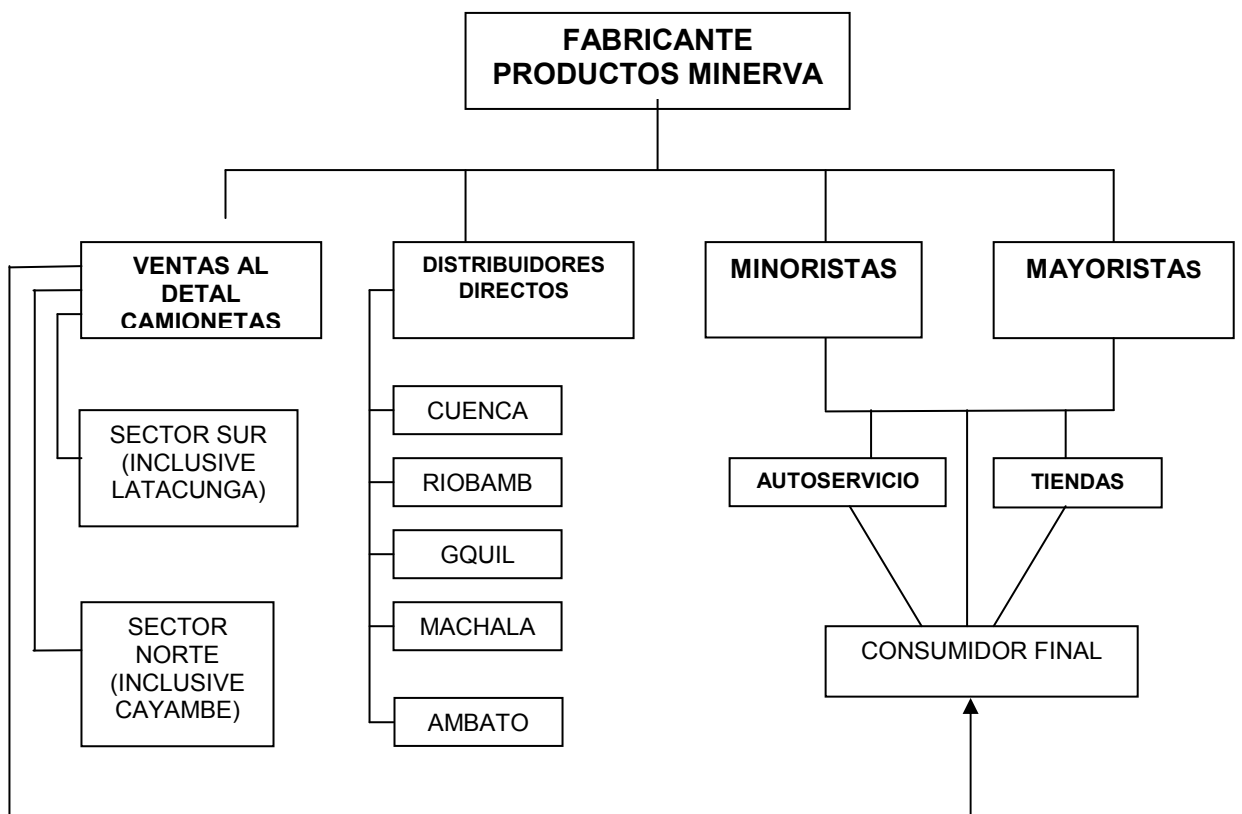 FABRICANTE
PRODUCTOS MINERVA
VENTAS AL
DETAL
CAMIONETAS
DISTRIBUIDORES
DIRECTOS
MINORISTAS
MAYORISTAS
SECTOR SUR
(INCLUSIVE
LATACUNGA)
SECTOR
NORTE
(INCLUSIVE
CAYAMBE)
CUENCA
RIOBAMB
GQUIL
MACHALA
AMBATO
AUTOSERVICIO
TIENDAS
CONSUMIDOR FINAL